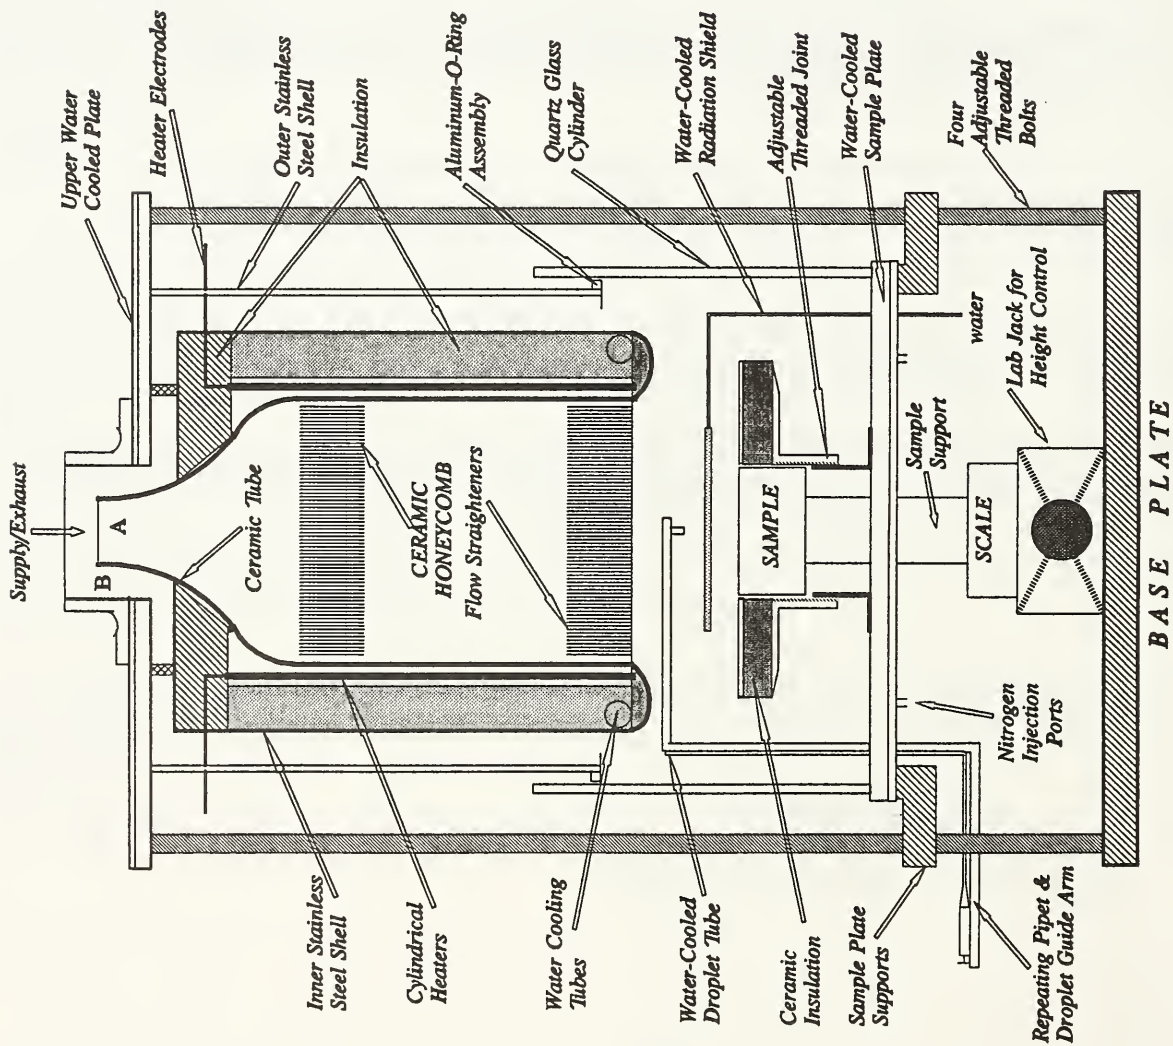 Supply/Exhaust
Upper Water
Cooled Plate
Heater Electrodes
Outer Stainless
Steel Shell
Insulation
Aluminum-O-Ring
Assembly
Quartz Glass
Cylinder
Water-Cooled
Radiation Shield
Adjustable
Threaded Joint
Water-Cooled
Sample Plate
Four
Adjustable
Threaded
Bolts
B
A
Ceramic Tube
CERAMIC
HONEYCOMB
Flow Straighteners
SAMPLE
Sample
Support
SCALE
water
Lab Jack for
Height Control
Nitrogen
Injection
Ports
Inner Stainless
Steel Shell
Cylindrical
Heaters
Water Cooling
Tubes
Water-Cooled
Droplet Tube
Ceramic
Insulation
Sample Plate
Supports
Repeating Pipet &
Droplet Guide Arm
BASE PLATE